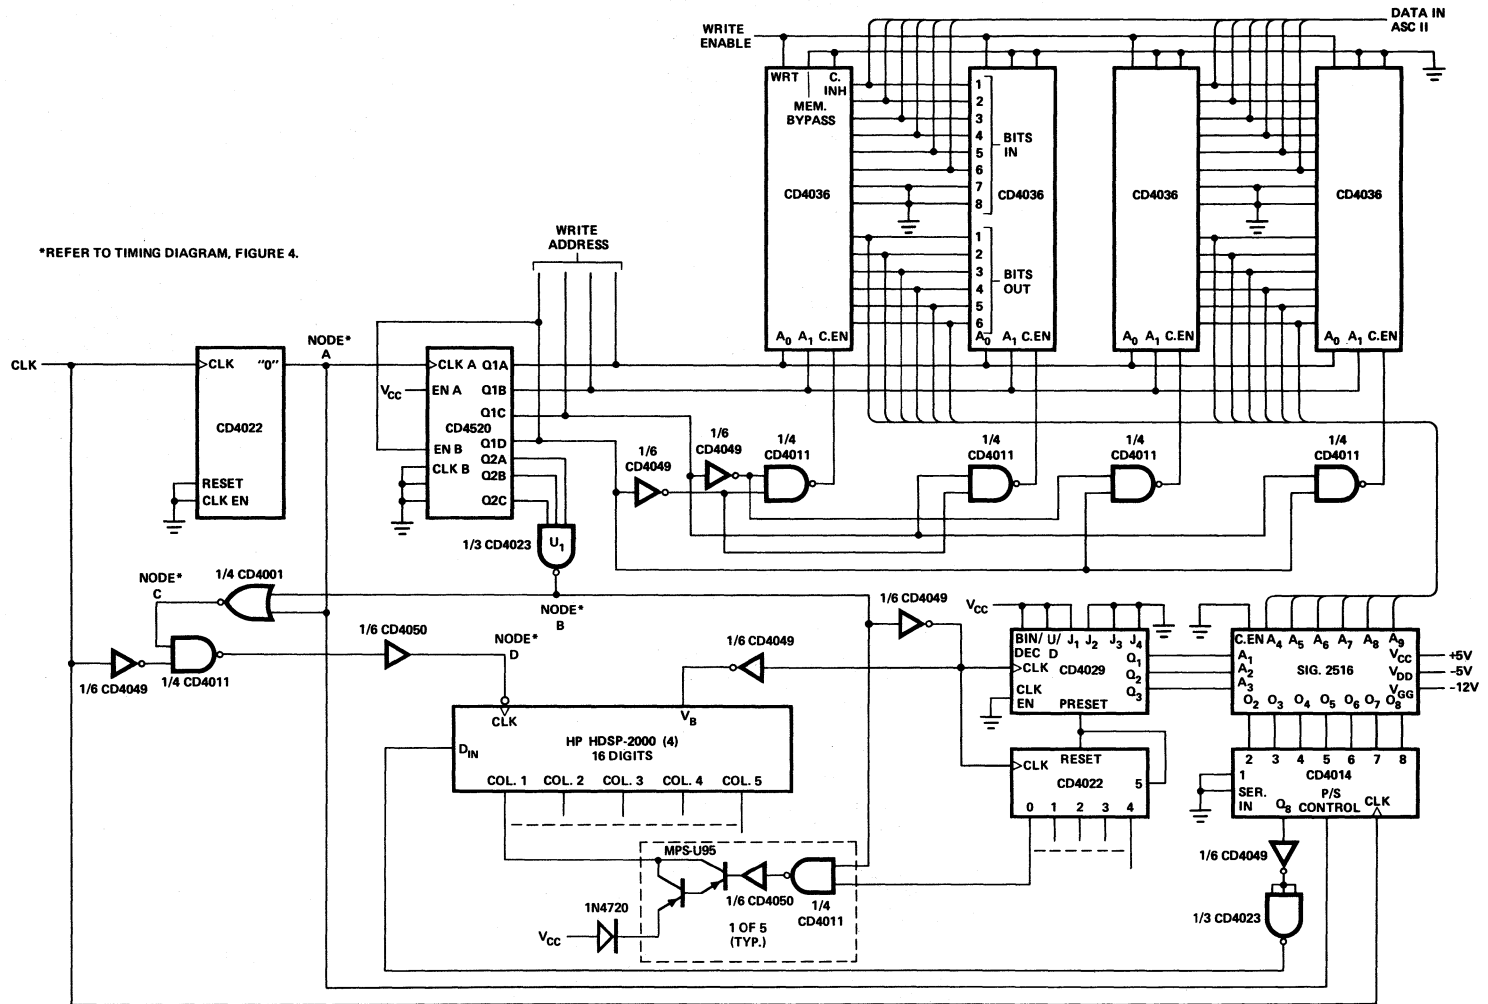 DATA IN
ASC II
WRITE
ENABLE
WRT
C.
INH
MEM.
BYPASS
CD4036
1
2
3
4
5
6
7
8
BITS
IN
CD4036
1
2
3
4
5
6
BITS
OUT
CD4036
CD4036
A0 A1 C.EN
A0 A1 C.EN
A0 A1 C.EN
A0 A1 C.EN
*REFER TO TIMING DIAGRAM, FIGURE 4.
WRITE
ADDRESS
CLK
CLK "0"
CD4022
RESET
CLK EN
NODE*
A
VCC
CLK A Q1A
EN A Q1B
Q1C
CD4520
Q1D
EN B
Q2A
CLK B
Q2B
Q2C
1/6
CD4049
1/6
CD4049
1/4
CD4011
1/4
CD4011
1/4
CD4011
1/4
CD4011
1/3 CD4023
U1
NODE*
B
NODE*
C
1/4 CD4001
1/6 CD4049
1/4 CD4011
1/6 CD4050
NODE*
D
1/6 CD4049
1/6 CD4049
CLK
VB
DIN
HP HDSP-2000 (4)
16 DIGITS
COL. 1 COL. 2 COL. 3 COL. 4 COL. 5
VCC
BIN/
DEC
U/
D
J1 J2 J3 J4
CLK
CD4029
Q1
Q2
Q3
CLK
EN
PRESET
C.EN A4 A5 A6 A7 A8 A9
A1
A2
A3
SIG. 2516
VCC
VDD
VGG
+5V
-5V
-12V
O2 O3 O4 O5 O6 O7 O8
RESET
CLK
CD4022
5
0 1 2 3 4
2 3 4 5 6 7 8
1
CD4014
SER.
IN
Q8
P/S
CONTROL
CLK
1/6 CD4049
1/3 CD4023
MPS-U95
1/6 CD4050
1/4
CD4011
1N4720
VCC
1 OF 5
(TYP.)